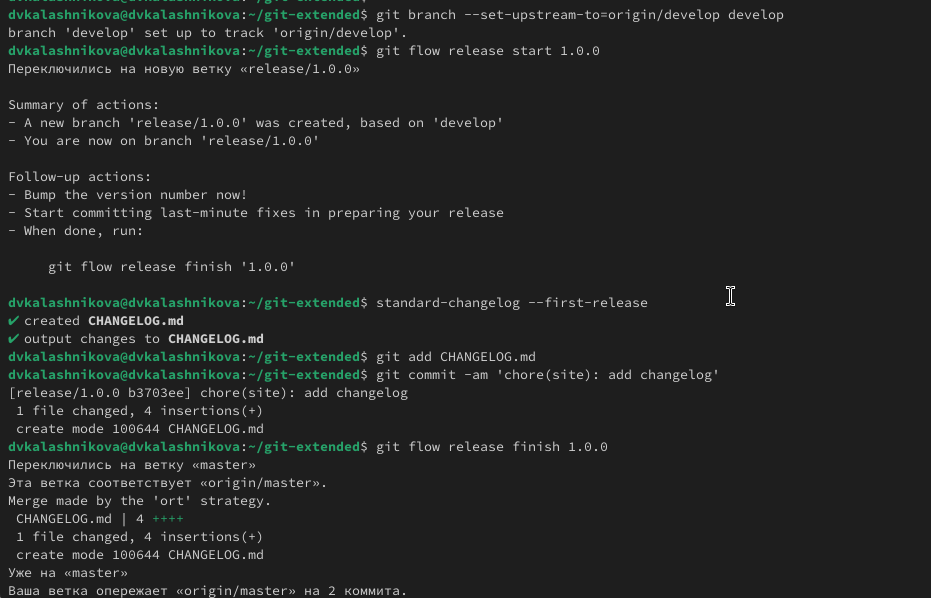 dvkalashnikova@dvkalashnikova:~/git-extended$ git branch --set-upstream-to=origin/develop develop
branch 'develop' set up to track 'origin/develop'.
dvkalashnikova@dvkalashnikova:~/git-extended$ git flow release start 1.0.0
Переключились на новую ветку «release/1.0.0»
Summary of actions:
- A new branch 'release/1.0.0' was created, based on 'develop'
- You are now on branch 'release/1.0.0'
Follow-up actions:
- Bump the version number now!
- Start committing last-minute fixes in preparing your release
- When done, run:
git flow release finish '1.0.0'
dvkalashnikova@dvkalashnikova:~/git-extended$ standard-changelog --first-release
✔ created CHANGELOG.md
✔ output changes to CHANGELOG.md
dvkalashnikova@dvkalashnikova:~/git-extended$ git add CHANGELOG.md
dvkalashnikova@dvkalashnikova:~/git-extended$ git commit -am 'chore(site): add changelog'
[release/1.0.0 b3703ee] chore(site): add changelog
1 file changed, 4 insertions(+)
create mode 100644 CHANGELOG.md
dvkalashnikova@dvkalashnikova:~/git-extended$ git flow release finish 1.0.0
Переключились на ветку «master»
Эта ветка соответствует «origin/master».
Merge made by the 'ort' strategy.
CHANGELOG.md | 4 ++++
1 file changed, 4 insertions(+)
create mode 100644 CHANGELOG.md
Уже на «master»
Ваша ветка опережает «origin/master» на 2 коммита.